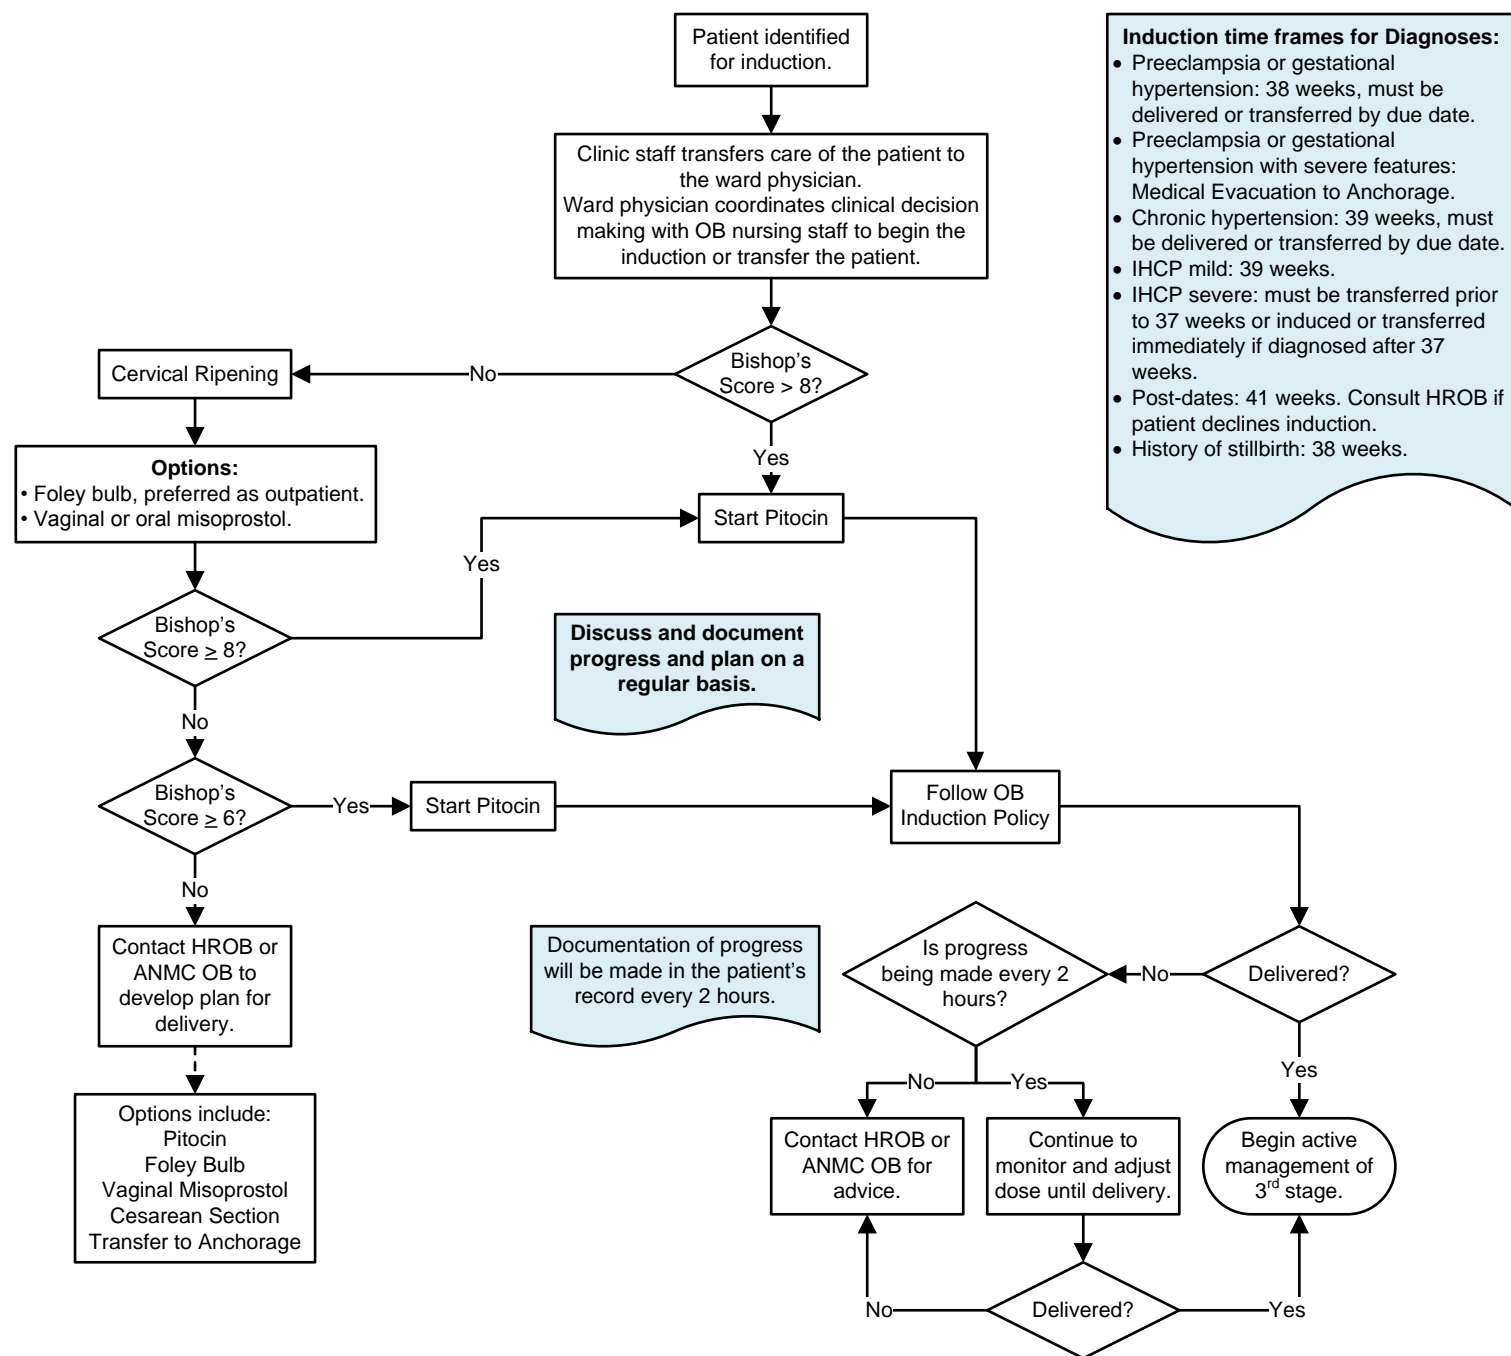 Patient identified
for induction.
Clinic staff transfers care of the patient to
the ward physician.
Ward physician coordinates clinical decision
making with OB nursing staff to begin the
induction or transfer the patient.
Induction time frames for Diagnoses:
• Preeclampsia or gestational
hypertension: 38 weeks, must be
delivered or transferred by due date.
• Preeclampsia or gestational
hypertension with severe features:
Medical Evacuation to Anchorage.
• Chronic hypertension: 39 weeks, must
be delivered or transferred by due date.
• IHCP mild: 39 weeks.
• IHCP severe: must be transferred prior
to 37 weeks or induced or transferred
immediately if diagnosed after 37
weeks.
• Post-dates: 41 weeks. Consult HROB if
patient declines induction.
• History of stillbirth: 38 weeks.
Bishop's
Score > 8?
No
Cervical Ripening
Yes
Options:
• Foley bulb, preferred as outpatient.
• Vaginal or oral misoprostol.
Start Pitocin
Bishop's
Score ≥ 8?
Yes
Discuss and document
progress and plan on a
regular basis.
No
Bishop's
Score ≥ 6?
Yes
Start Pitocin
Follow OB
Induction Policy
No
Contact HROB or
ANMC OB to
develop plan for
delivery.
Documentation of progress
will be made in the patient's
record every 2 hours.
Is progress
being made every 2
hours?
No
Delivered?
Options include:
Pitocin
Foley Bulb
Vaginal Misoprostol
Cesarean Section
Transfer to Anchorage
No
Yes
Yes
Contact HROB or
ANMC OB for
advice.
Continue to
monitor and adjust
dose until delivery.
Begin active
management of
3rd stage.
No
Delivered?
Yes